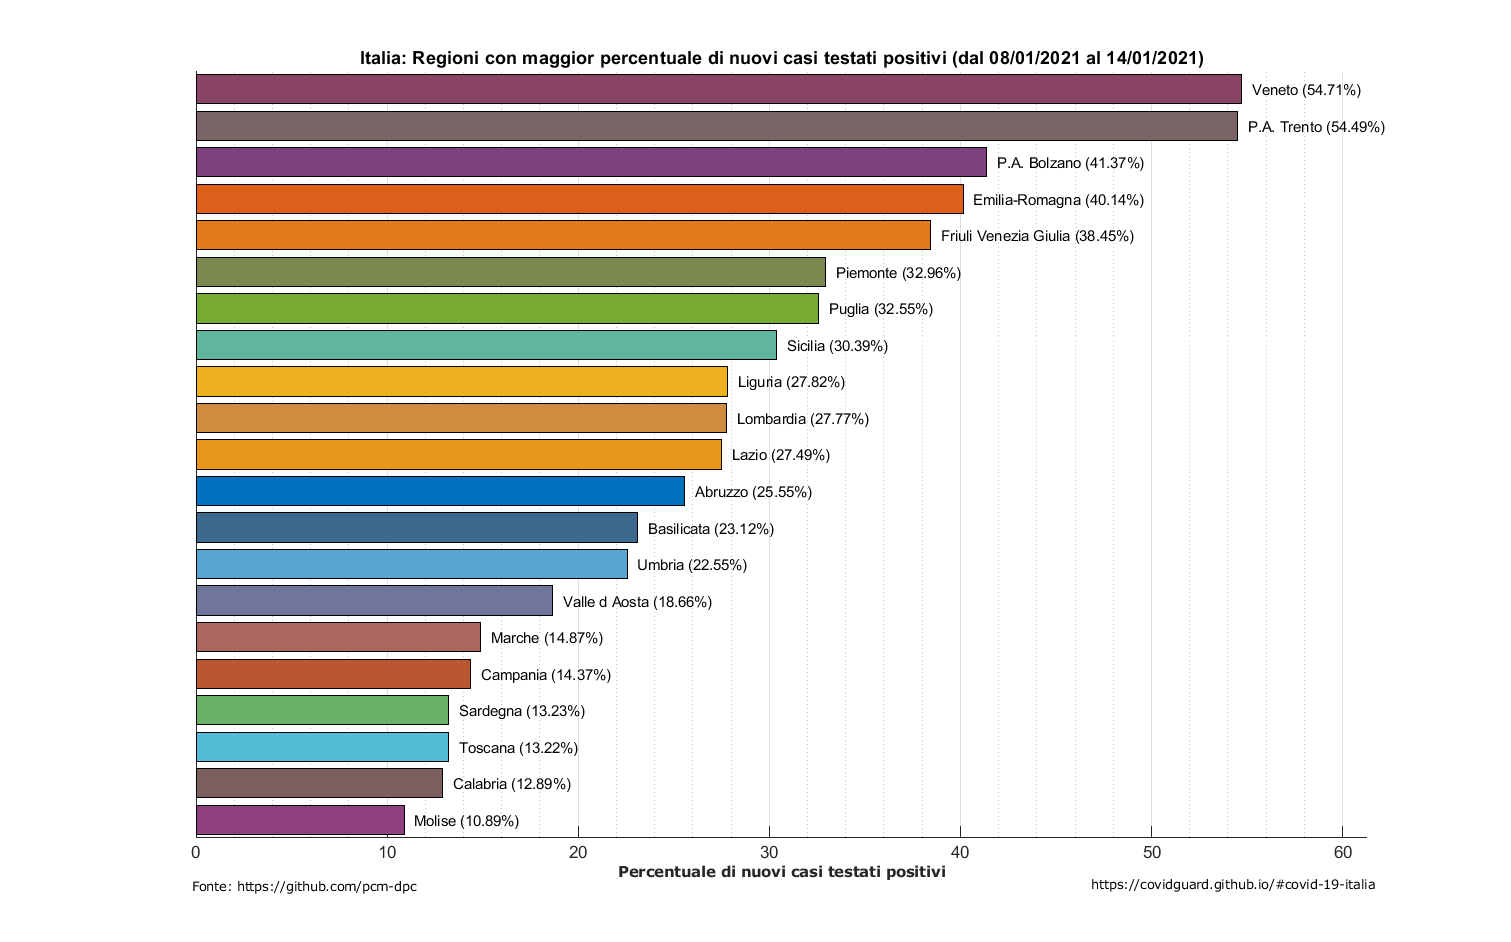 Italia: Regioni con maggior percentuale di nuovi casi testati positivi (dal 08/01/2021 al 14/01/2021)
Veneto (54.71%)
P.A. Trento (54.49%)
P.A. Bolzano (41.37%)
Emilia-Romagna (40.14%)
Friuli Venezia Giulia (38.45%)
Piemonte (32.96%)
Puglia (32.55%)
Sicilia (30.39%)
Liguria (27.82%)
Lombardia (27.77%)
Lazio (27.49%)
Abruzzo (25.55%)
Basilicata (23.12%)
Umbria (22.55%)
Valle d Aosta (18.66%)
Marche (14.87%)
Campania (14.37%)
Sardegna (13.23%)
Toscana (13.22%)
Calabria (12.89%)
Molise (10.89%)
0 10 20 30 40 50 60
Percentuale di nuovi casi testati positivi
Fonte: https://github.com/pcm-dpc
https://covidguard.github.io/#covid-19-italia